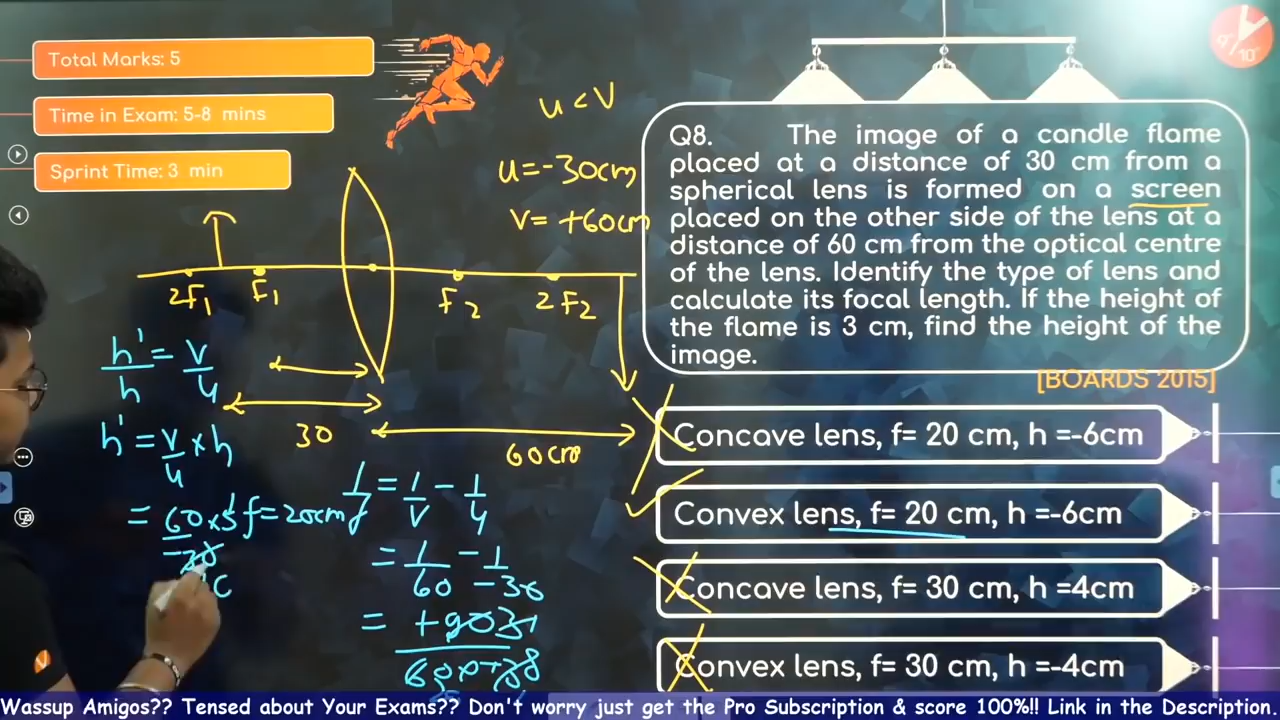 Total Marks: 5
Time in Exam: 5-8 mins
Sprint Time: 3 min
9th 10th
u < v
u = -30cm
v = +60cm
Q8. The image of a candle flame
placed at a distance of 30 cm from a
spherical lens is formed on a screen
placed on the other side of the lens at a
distance of 60 cm from the optical centre
of the lens. Identify the type of lens and
calculate its focal length. If the height of
the flame is 3 cm, find the height of the
image.
[BOARDS 2015]
Concave lens, f= 20 cm, h =-6cm
Convex lens, f= 20 cm, h =-6cm
Concave lens, f= 30 cm, h =4cm
Convex lens, f= 30 cm, h =-4cm
2F1 F1 F2 2F2
30
60cm
h'/h = v/u
h' = v/u × h
f = 20cm
1/f = 1/v - 1/u
= 1/60 - 1/-30
Wassup Amigos?? Tensed about Your Exams?? Don't worry just get the Pro Subscription & score 100%!! Link in the Description.